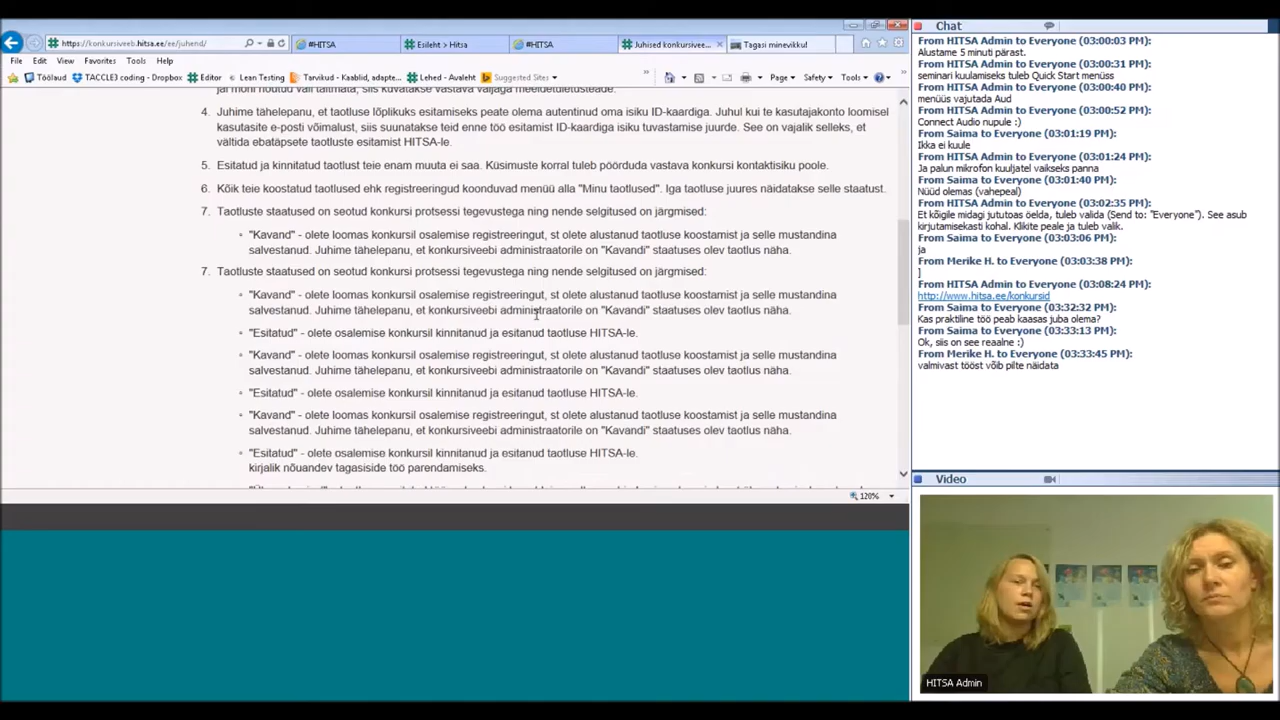 https://konkursiveeb.hitsa.ee/ee/juhend/
#HITSA
Esileht > Hitsa
#HITSA
Juhised konkursivee...
Tagasi minevikku!
File Edit View Favorites Tools Help
Töölaud
TACCLE3 coding - Dropbox
Editor
Lean Testing
Tarvikud - Kaablid, adapte...
Lehed - Avaleht
Suggested Sites
Page
Safety
Tools
4. Juhime tähelepanu, et taotluse lõplikuks esitamiseks peate olema autentinud oma isiku ID-kaardiga. Juhul kui te kasutajakonto loomisel
kasutasite e-posti võimalust, siis suunatakse teid enne töö esitamist ID-kaardiga isiku tuvastamise juurde. See on vajalik selleks, et
vältida ebatäpsete taotluste esitamist HITSA-le.
5. Esitatud ja kinnitatud taotlust teie enam muuta ei saa. Küsimuste korral tuleb pöörduda vastava konkursi kontaktisiku poole.
6. Kõik teie koostatud taotlused ehk registreeringud koonduvad menüü alla "Minu taotlused". Iga taotluse juures näidatakse selle staatust.
7. Taotluste staatused on seotud konkursi protsessi tegevustega ning nende selgitused on järgmised:
"Kavand" - olete loomas konkursil osalemise registreeringut, st olete alustanud taotluse koostamist ja selle mustandina
salvestanud. Juhime tähelepanu, et konkursiveebi administraatorile on "Kavandi" staatuses olev taotlus näha.
7. Taotluste staatused on seotud konkursi protsessi tegevustega ning nende selgitused on järgmised:
"Kavand" - olete loomas konkursil osalemise registreeringut, st olete alustanud taotluse koostamist ja selle mustandina
salvestanud. Juhime tähelepanu, et konkursiveebi administraatorile on "Kavandi" staatuses olev taotlus näha.
"Esitatud" - olete osalemise konkursil kinnitanud ja esitanud taotluse HITSA-le.
"Kavand" - olete loomas konkursil osalemise registreeringut, st olete alustanud taotluse koostamist ja selle mustandina
salvestanud. Juhime tähelepanu, et konkursiveebi administraatorile on "Kavandi" staatuses olev taotlus näha.
"Esitatud" - olete osalemise konkursil kinnitanud ja esitanud taotluse HITSA-le.
"Kavand" - olete loomas konkursil osalemise registreeringut, st olete alustanud taotluse koostamist ja selle mustandina
salvestanud. Juhime tähelepanu, et konkursiveebi administraatorile on "Kavandi" staatuses olev taotlus näha.
"Esitatud" - olete osalemise konkursil kinnitanud ja esitanud taotluse HITSA-le.
kirjalik nõuandev tagasiside töö parendamiseks.
120%
Chat
From HITSA Admin to Everyone (03:00:03 PM):
Alustame 5 minuti pärast.
From HITSA Admin to Everyone (03:00:31 PM):
seminari kuulamiseks tuleb Quick Start menüss
From HITSA Admin to Everyone (03:00:40 PM):
menüüs vajutada Aud
From HITSA Admin to Everyone (03:00:52 PM):
Connect Audio nupule :)
From Saima to Everyone (03:01:19 PM):
Ikka ei kuule
From HITSA Admin to Everyone (03:01:24 PM):
Ja palun mikrofon kuuljatel vaikseks panna
From Saima to Everyone (03:01:40 PM):
Nüüd olemas (vahepeal)
From HITSA Admin to Everyone (03:02:35 PM):
Et kõigile midagi jututoas öelda, tuleb valida (Send to: "Everyone"). See asub
kirjutamisekasti kohal. Klikite peale ja tuleb valik.
From Saima to Everyone (03:03:06 PM):
ja
From Merike H. to Everyone (03:03:38 PM):
]
From HITSA Admin to Everyone (03:08:24 PM):
http://www.hitsa.ee/konkursid
From Saima to Everyone (03:32:32 PM):
Kas praktiline töö peab kaasas juba olema?
From Saima to Everyone (03:33:13 PM):
Ok, siis on see reaalne :)
From Merike H. to Everyone (03:33:45 PM):
valmivast tööst võib pilte näidata
Video
HITSA Admin